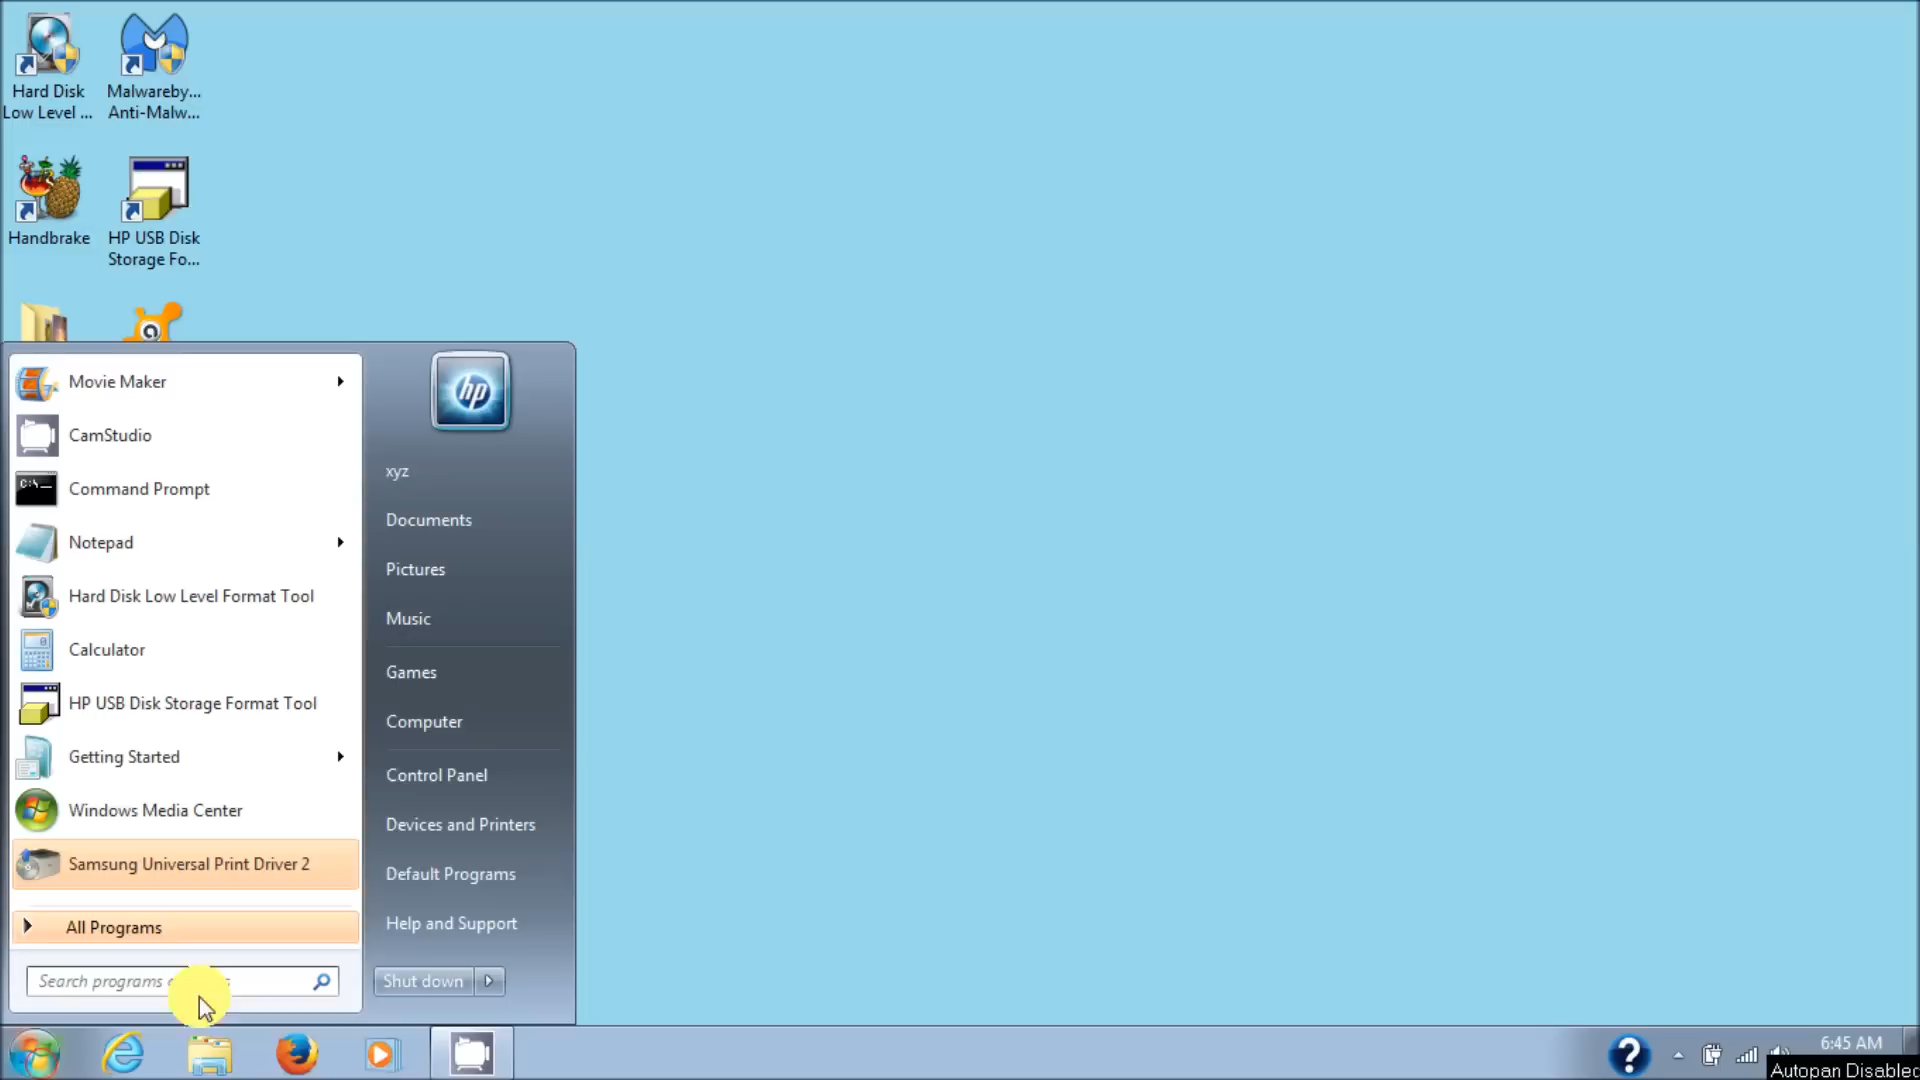 Hard Disk
Low Level ...
Malwareby...
Anti-Malw...
Handbrake
HP USB Disk
Storage Fo...
Movie Maker
CamStudio
Command Prompt
Notepad
Hard Disk Low Level Format Tool
Calculator
HP USB Disk Storage Format Tool
Getting Started
Windows Media Center
Samsung Universal Print Driver 2
All Programs
Search programs
hp
xyz
Documents
Pictures
Music
Games
Computer
Control Panel
Devices and Printers
Default Programs
Help and Support
Shut down
6:45 AM
Autopan Disabled